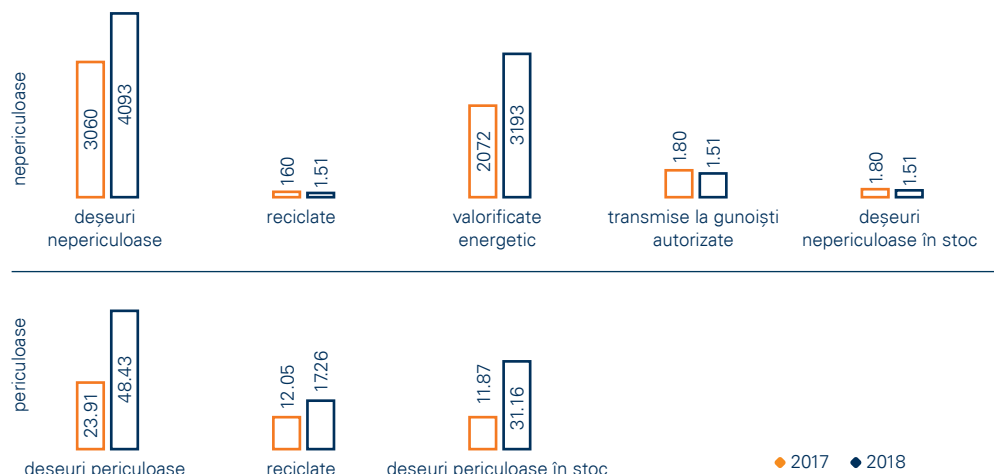 nepericuloase
3060
4093
160
1.51
2072
3193
1.80
1.51
1.80
1.51
deșeuri
nepericuloase
reciclate
valorificate
energetic
transmise la gunoiști
autorizate
deșeuri
nepericuloase în stoc
periculoase
23.91
48.43
12.05
17.26
11.87
31.16
deșeuri periculoase
reciclate
deșeuri periculoase în stoc
2017
2018